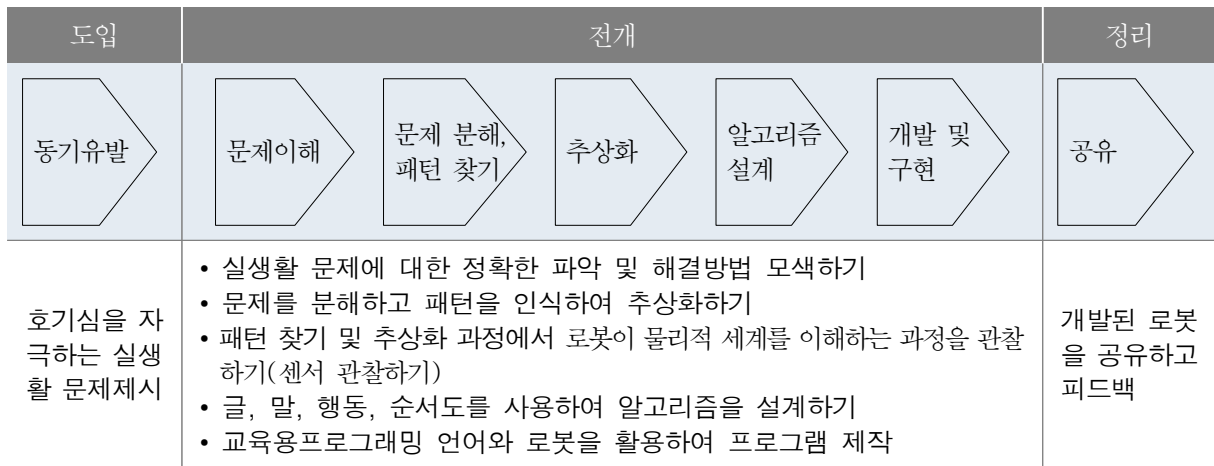 도입 전개 정리
동기유발
문제이해
문제 분해,
패턴 찾기
추상화
알고리즘
설계
개발 및
구현
공유
호기심을 자
극하는 실생
활 문제제시
• 실생활 문제에 대한 정확한 파악 및 해결방법 모색하기
• 문제를 분해하고 패턴을 인식하여 추상화하기
• 패턴 찾기 및 추상화 과정에서 로봇이 물리적 세계를 이해하는 과정을 관찰
하기(센서 관찰하기)
• 글, 말, 행동, 순서도를 사용하여 알고리즘을 설계하기
• 교육용프로그래밍 언어와 로봇을 활용하여 프로그램 제작
개발된 로봇
을 공유하고
피드백